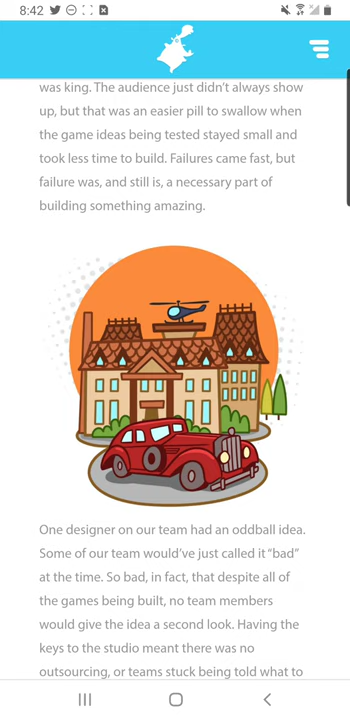 8:42
was king. The audience just didn't always show
up, but that was an easier pill to swallow when
the game ideas being tested stayed small and
took less time to build. Failures came fast, but
failure was, and still is, a necessary part of
building something amazing.
One designer on our team had an oddball idea.
Some of our team would've just called it “bad”
at the time. So bad, in fact, that despite all of
the games being built, no team members
would give the idea a second look. Having the
keys to the studio meant there was no
outsourcing, or teams stuck being told what to